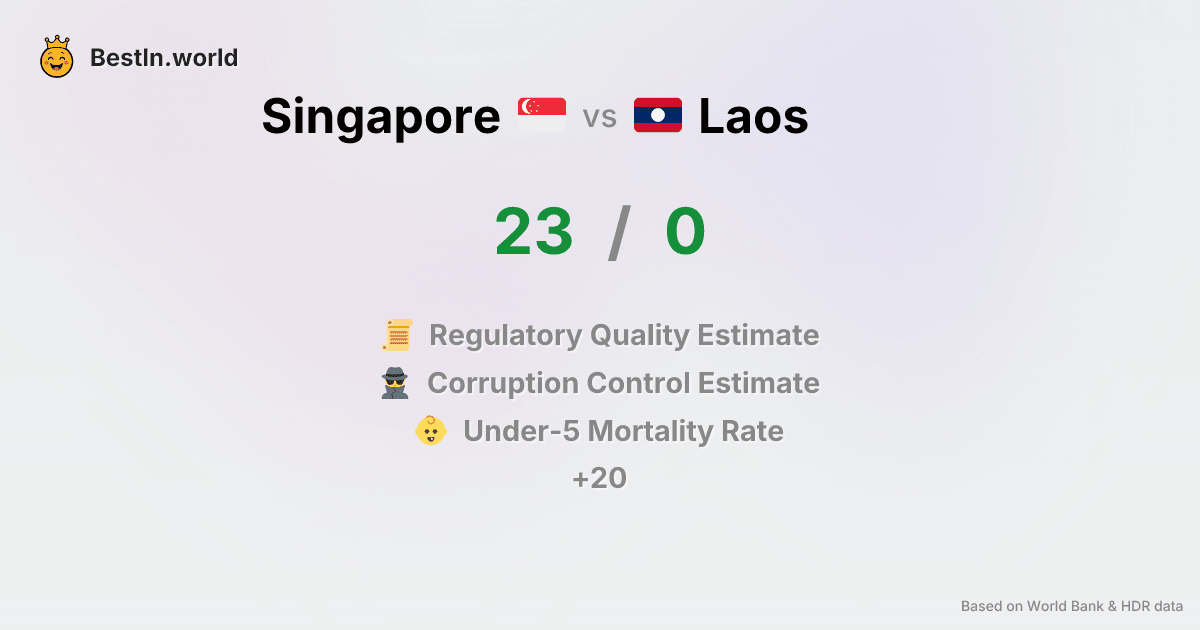 BestIn.world
Singapore vs Laos
23 / 0
Regulatory Quality Estimate
Corruption Control Estimate
Under-5 Mortality Rate
+20
Based on World Bank & HDR data